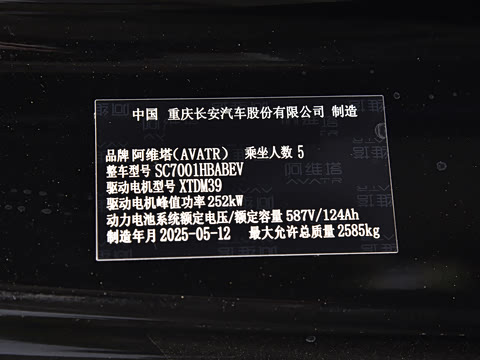 中国 重庆长安汽车股份有限公司 制造
品牌 阿维塔(AVATR) 乘坐人数 5
整车型号 SC7001HBABEV
驱动电机型号 XTDM39
驱动电机峰值功率 252kW
动力电池系统额定电压/额定容量 587V/124Ah
制造年月 2025-05-12 最大允许总质量 2585kg